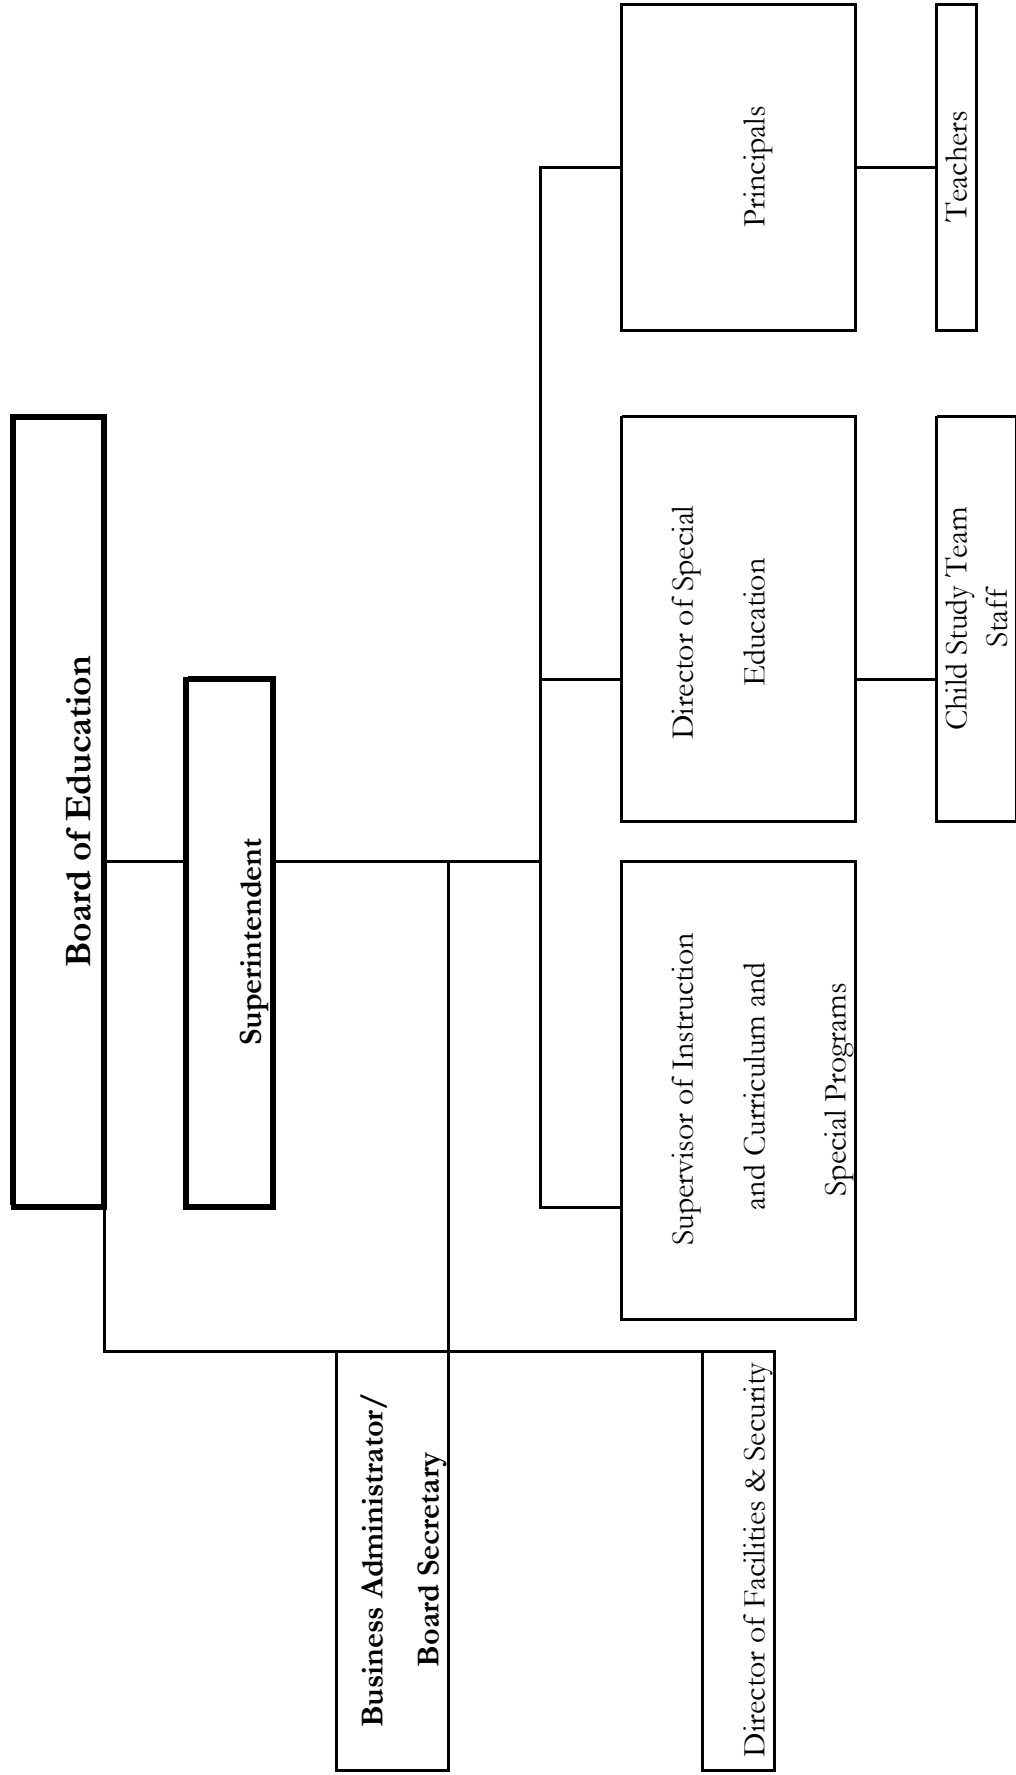 Board of Education
Superintendent
Business Administrator/
Board Secretary
Supervisor of Instruction
and Curriculum and
Special Programs
Director of Special
Education
Principals
Director of Facilities & Security
Child Study Team
Staff
Teachers